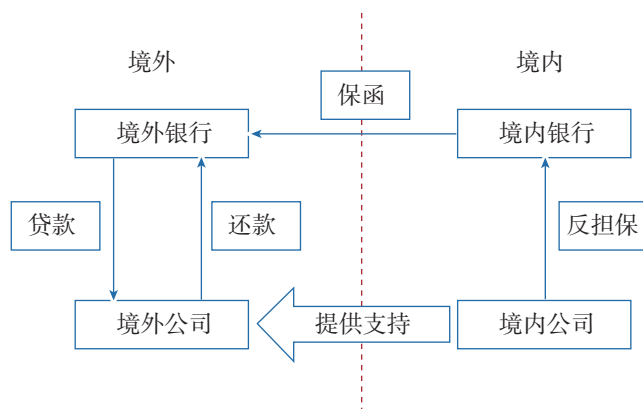 境外
境内
保函
境外银行
境内银行
贷款
还款
反担保
境外公司
提供支持
境内公司